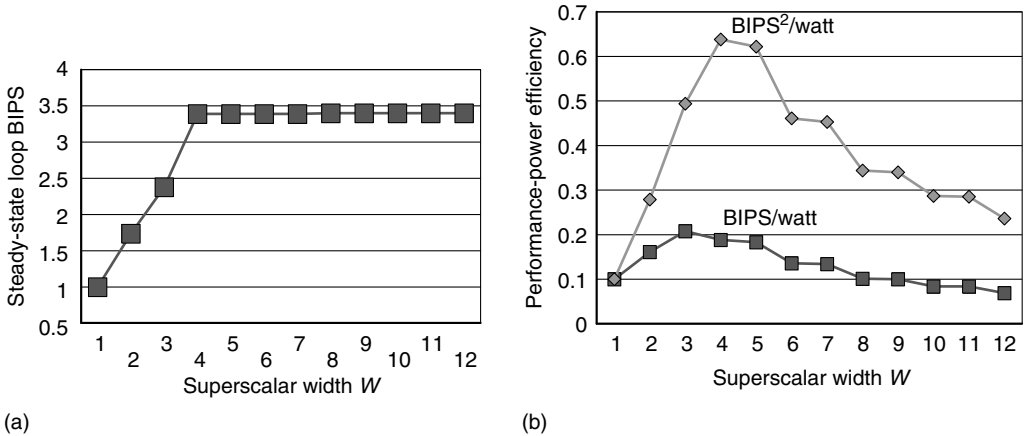 Steady-state loop BIPS
4
3.5
3
2.5
2
1.5
1
0.5
1 3 5 7 9 11
2 4 6 8 10 12
Superscalar width W
(a)
Performance-power efficiency
0.7
0.6
0.5
0.4
0.3
0.2
0.1
0
BIPS²/watt
BIPS/watt
1 2 3 4 5 6 7 8 9 10 11 12
Superscalar width W
(b)